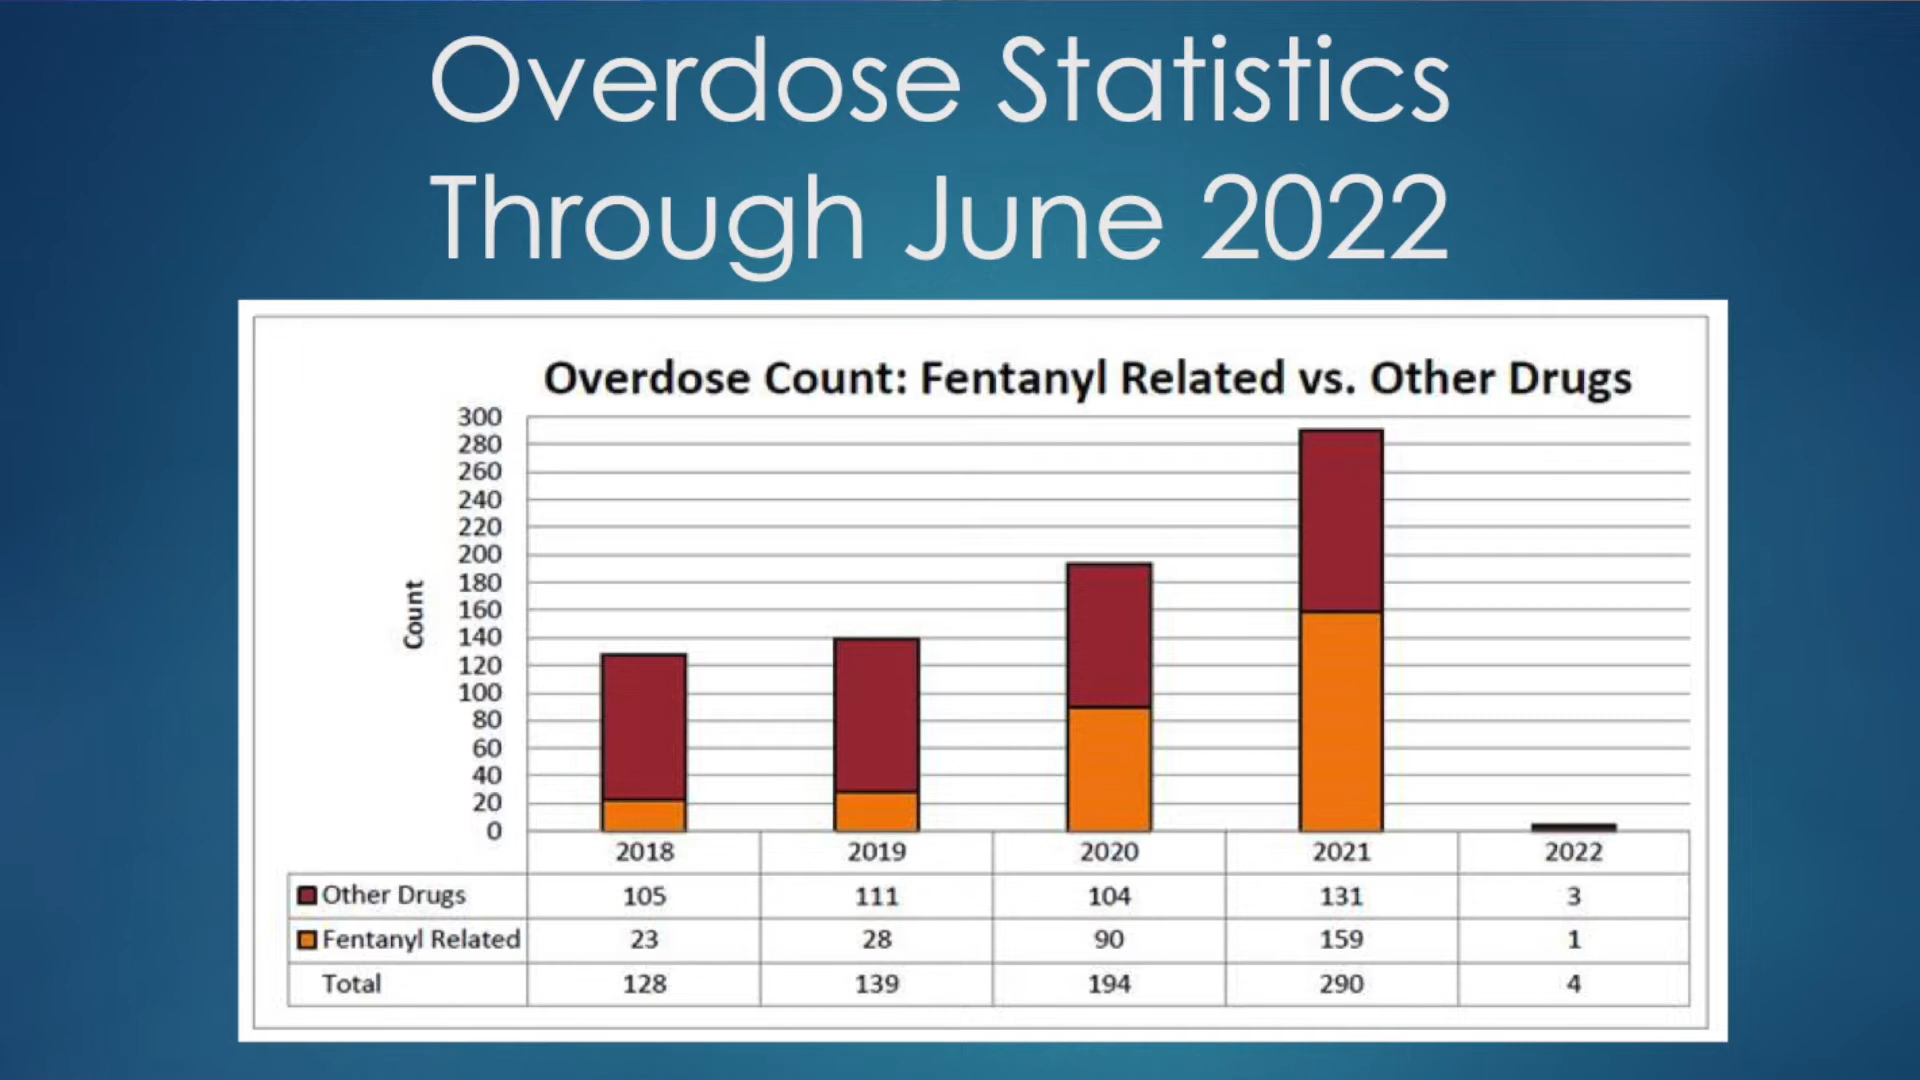 Overdose Statistics
Through June 2022
Overdose Count: Fentanyl Related vs. Other Drugs
300
280
260
240
220
200
180
160
140
120
100
80
60
40
20
0
Count
2018 2019 2020 2021 2022
Other Drugs 105 111 104 131 3
Fentanyl Related 23 28 90 159 1
Total 128 139 194 290 4